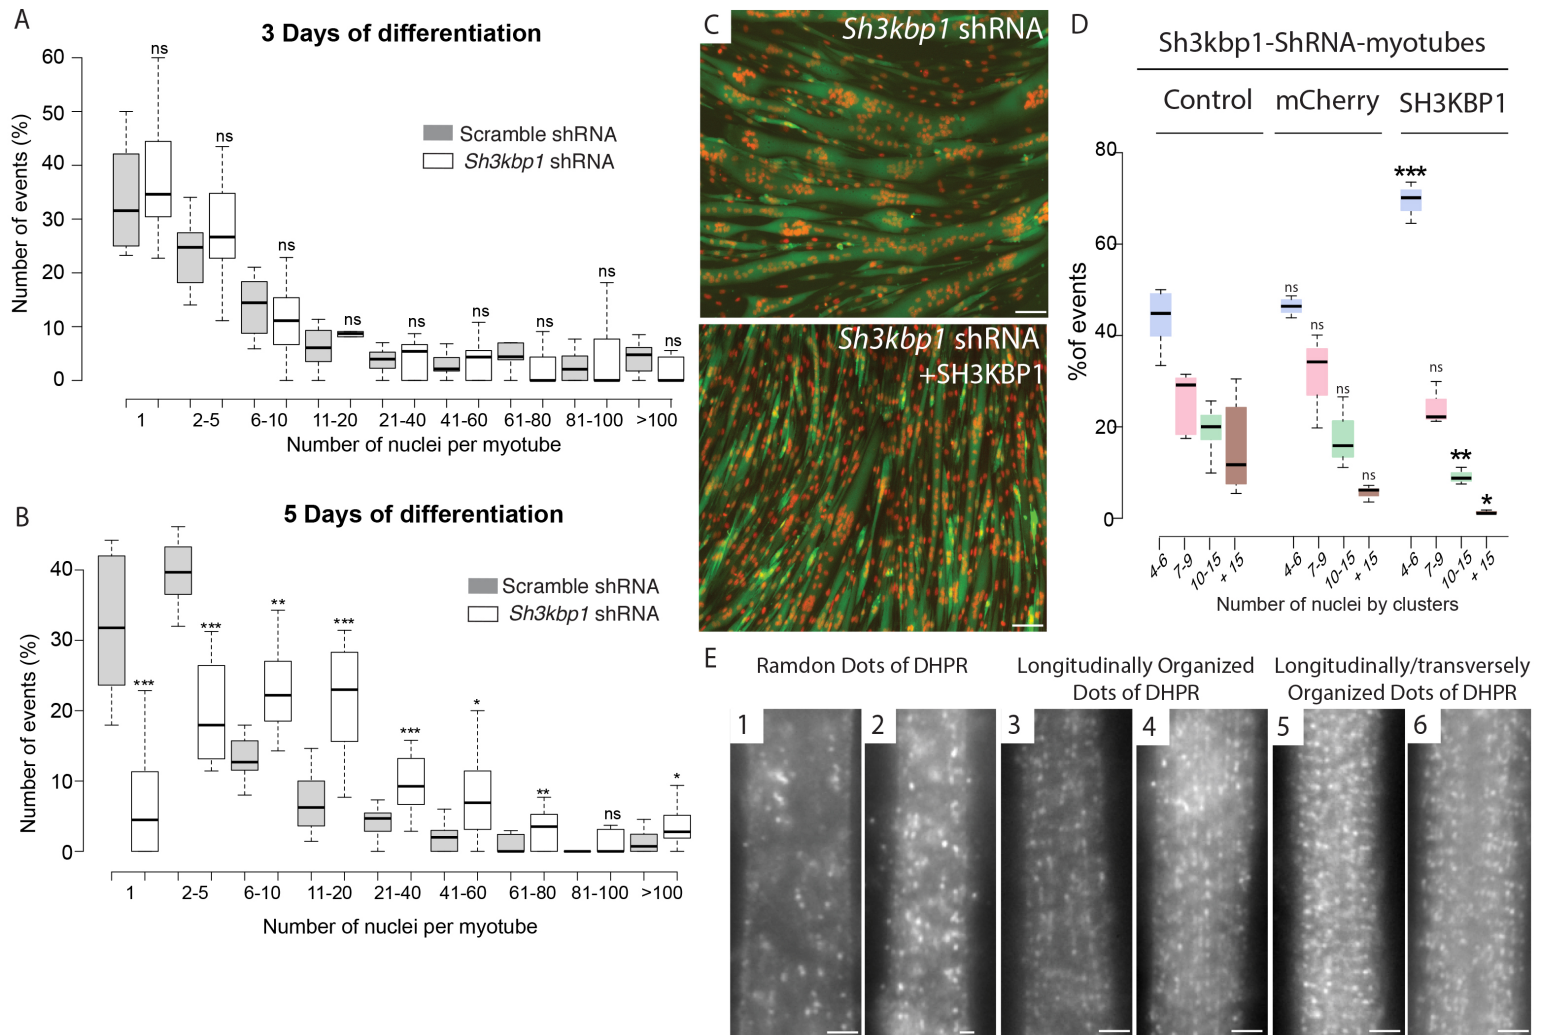 A
3 Days of differentiation
Number of events (%)
60
50
40
30
20
10
0
ns
ns
ns
ns
ns
ns
ns
ns
ns
Scramble shRNA
Sh3kbp1 shRNA
1 2-5 6-10 11-20 21-40 41-60 61-80 81-100 >100
Number of nuclei per myotube
B
5 Days of differentiation
Number of events (%)
40
30
20
10
0
***
***
**
***
***
*
**
ns
*
Scramble shRNA
Sh3kbp1 shRNA
1 2-5 6-10 11-20 21-40 41-60 61-80 81-100 >100
Number of nuclei per myotube
C
Sh3kbp1 shRNA
Sh3kbp1 shRNA
+SH3KBP1
D
Sh3kbp1-ShRNA-myotubes
Control mCherry SH3KBP1
%of events
80
60
40
20
0
ns
ns
ns
ns
***
ns
**
*
4-6 7-9 10-15 + 15 4-6 7-9 10-15 + 15 4-6 7-9 10-15 + 15
Number of nuclei by clusters
E
Ramdon Dots of DHPR
Longitudinally Organized
Dots of DHPR
Longitudinally/transversely
Organized Dots of DHPR
1 2 3 4 5 6